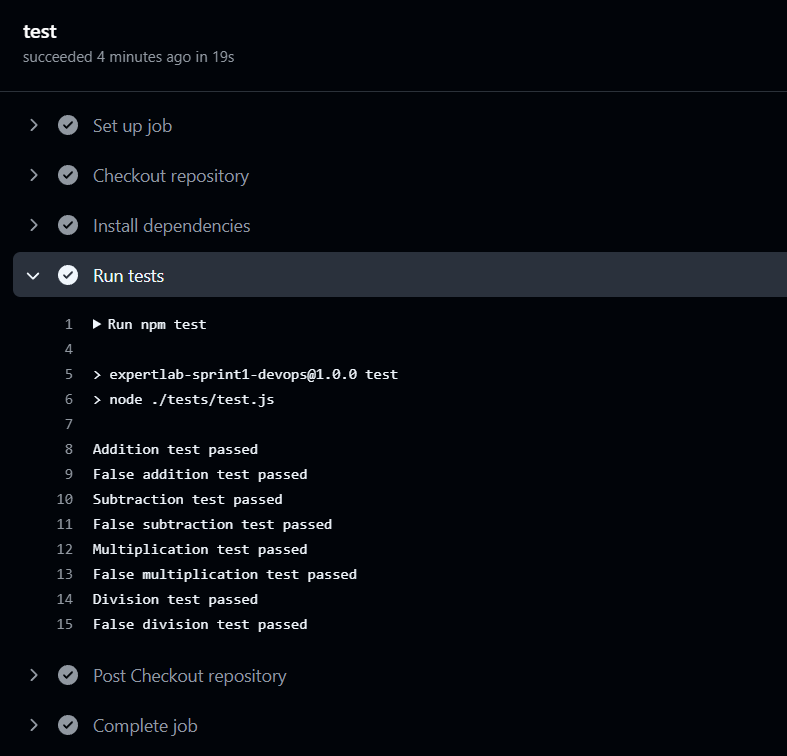 test
succeeded 4 minutes ago in 19s
Set up job
Checkout repository
Install dependencies
Run tests
1 ▶ Run npm test
4
5 > expertlab-sprint1-devops@1.0.0 test
6 > node ./tests/test.js
7
8 Addition test passed
9 False addition test passed
10 Subtraction test passed
11 False subtraction test passed
12 Multiplication test passed
13 False multiplication test passed
14 Division test passed
15 False division test passed
Post Checkout repository
Complete job